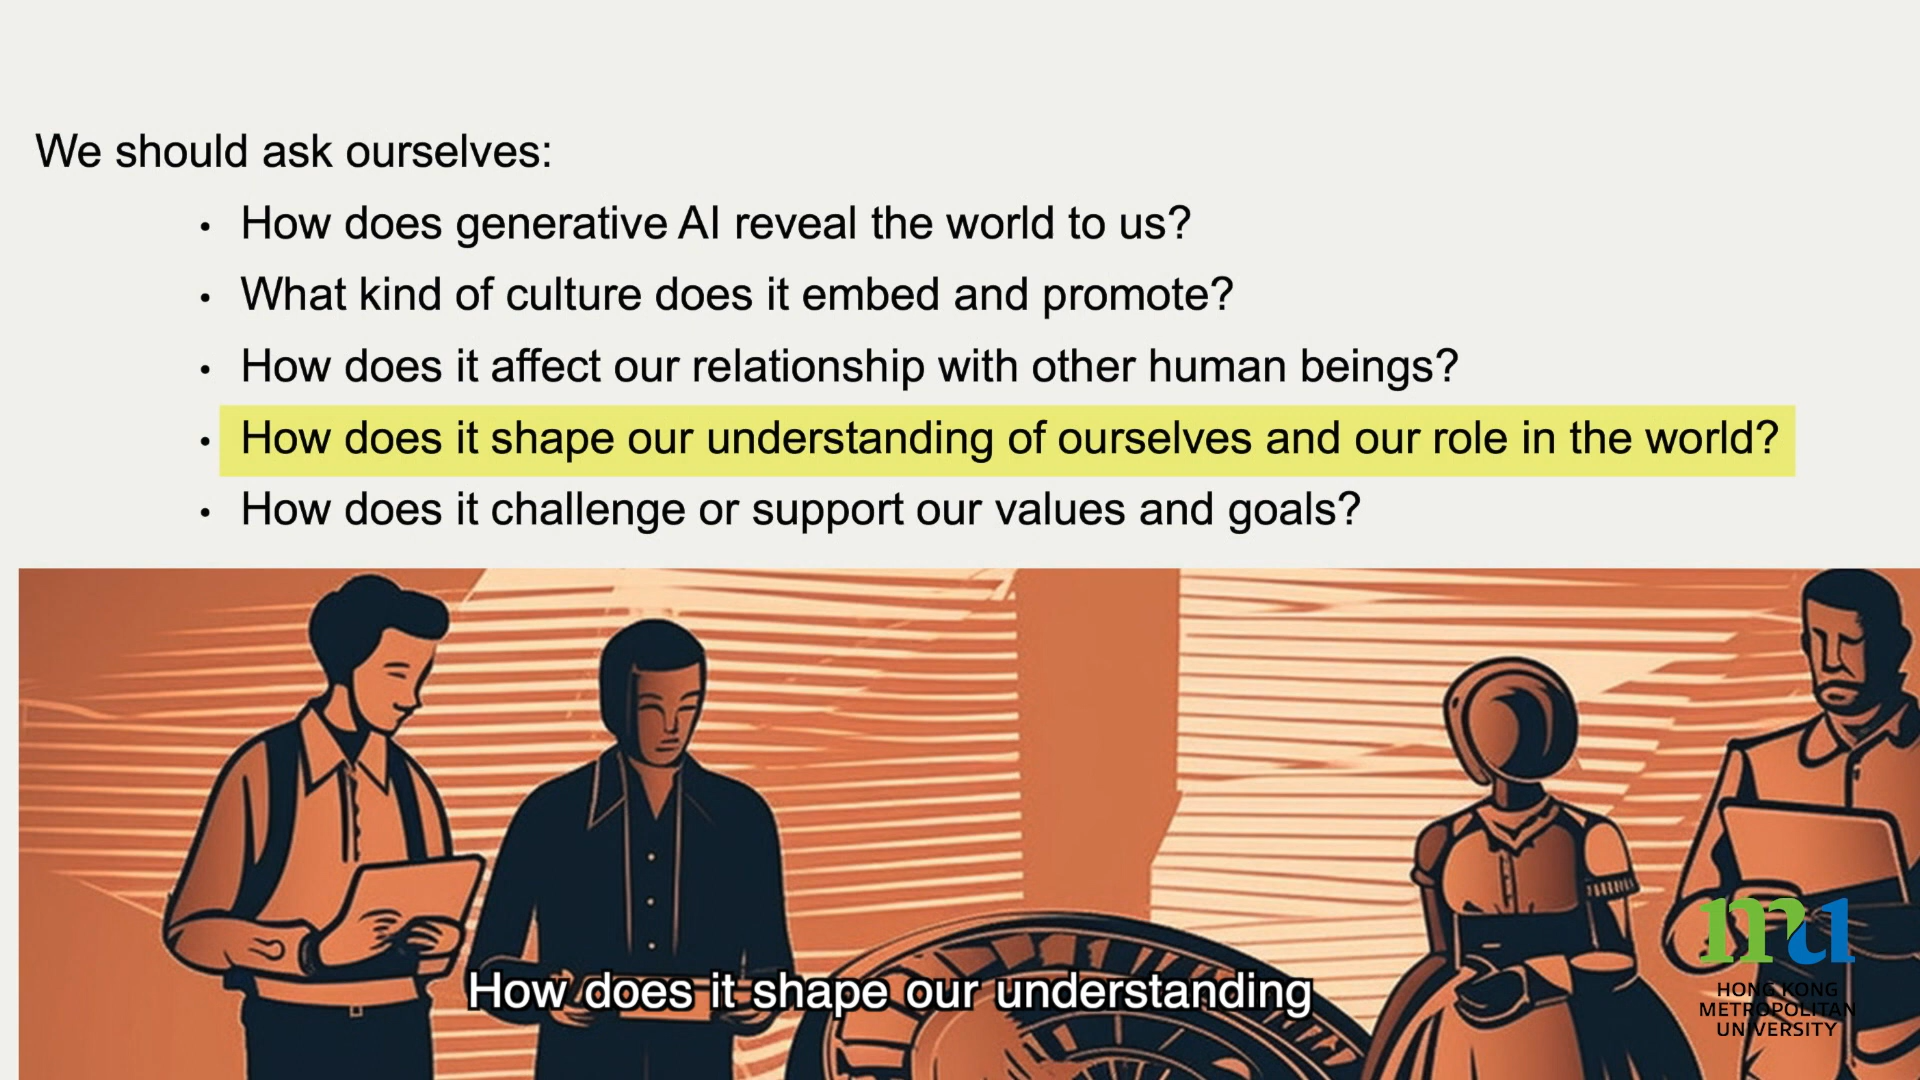 We should ask ourselves:
• How does generative AI reveal the world to us?
• What kind of culture does it embed and promote?
• How does it affect our relationship with other human beings?
• How does it shape our understanding of ourselves and our role in the world?
• How does it challenge or support our values and goals?
How does it shape our understanding
mu
HONG KONG
METROPOLITAN
UNIVERSITY